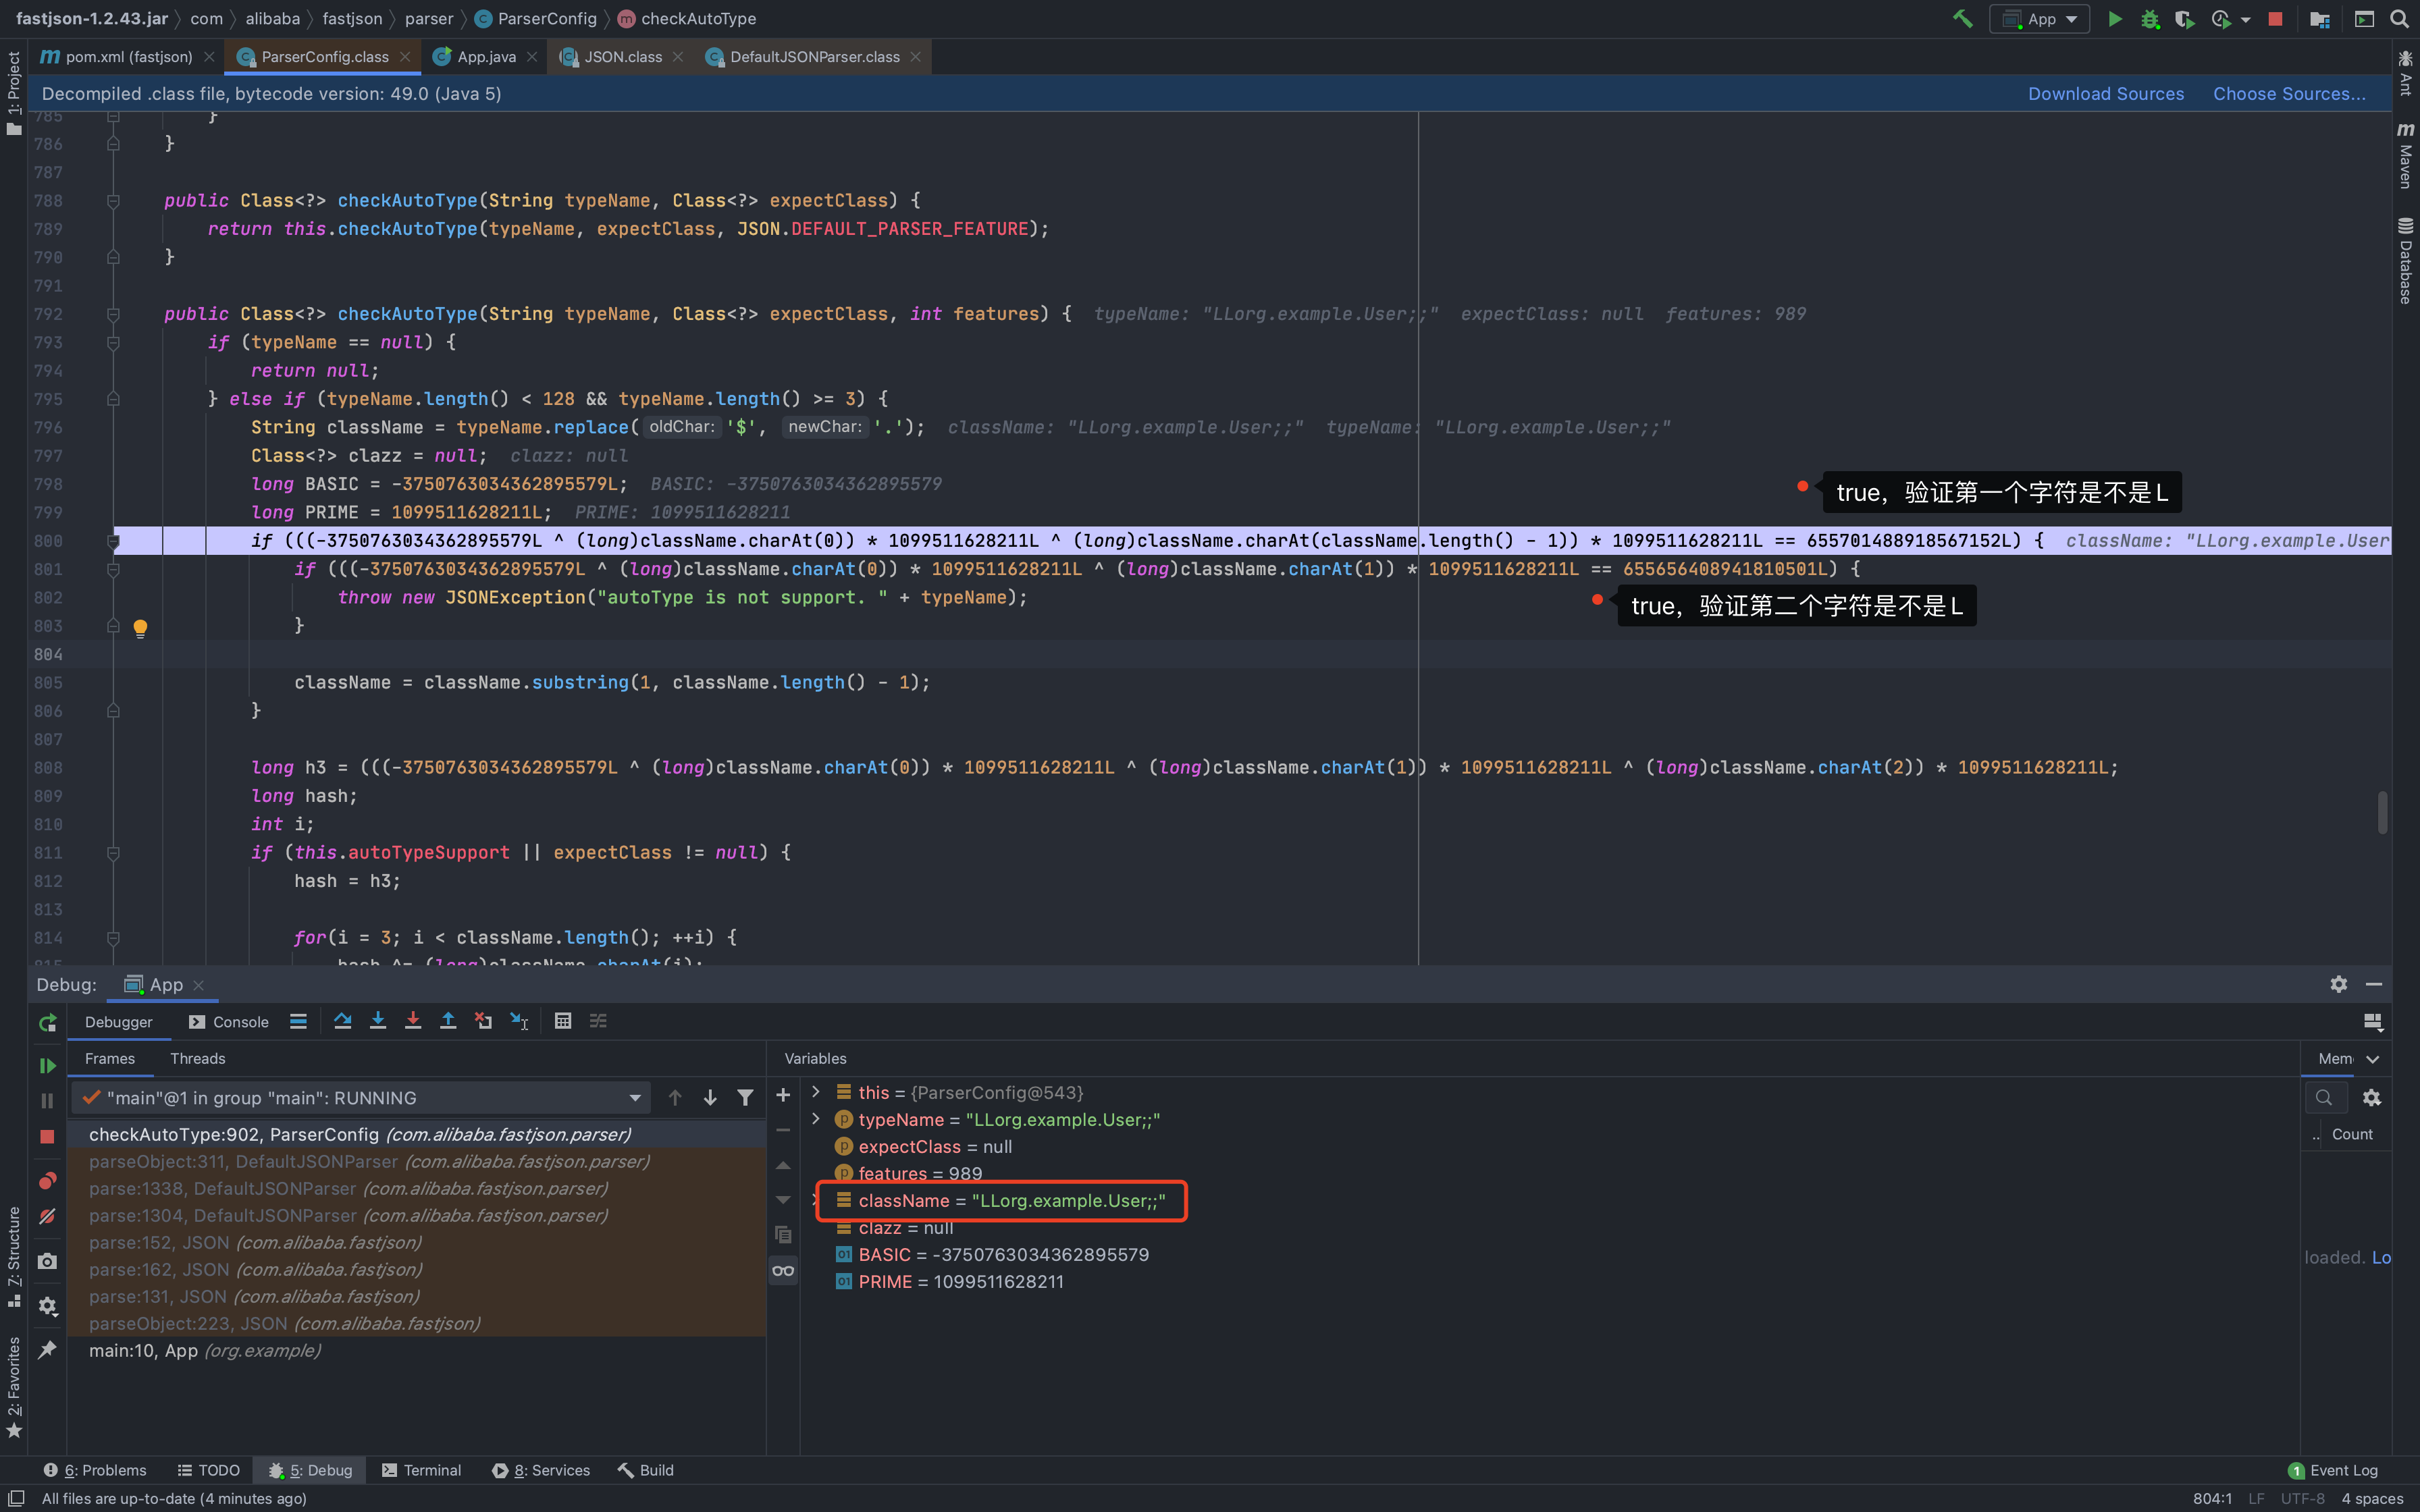 fastjson-1.2.43.jar com alibaba fastjson parser ParserConfig checkAutoType
App
pom.xml (fastjson) ParserConfig.class App.java JSON.class DefaultJSONParser.class
Decompiled .class file, bytecode version: 49.0 (Java 5) Download Sources Choose Sources...
785 }
786 }
787
788 public Class<?> checkAutoType(String typeName, Class<?> expectClass) {
789 return this.checkAutoType(typeName, expectClass, JSON.DEFAULT_PARSER_FEATURE);
790 }
791
792 public Class<?> checkAutoType(String typeName, Class<?> expectClass, int features) { typeName: "LLorg.example.User;;" expectClass: null features: 989
793 if (typeName == null) {
794 return null;
795 } else if (typeName.length() < 128 && typeName.length() >= 3) {
796 String className = typeName.replace( oldChar: '$', newChar: '.'); className: "LLorg.example.User;;" typeName: "LLorg.example.User;;"
797 Class<?> clazz = null; clazz: null
798 long BASIC = -3750763034362895579L; BASIC: -3750763034362895579
true，验证第一个字符是不是L
799 long PRIME = 1099511628211L; PRIME: 1099511628211
800 if (((-3750763034362895579L ^ (long)className.charAt(0)) * 1099511628211L ^ (long)className.charAt(className.length() - 1)) * 1099511628211L == 655701488918567152L) { className: "LLorg.example.User
801 if (((-3750763034362895579L ^ (long)className.charAt(0)) * 1099511628211L ^ (long)className.charAt(1)) * 1099511628211L == 655656408941810501L) {
802 throw new JSONException("autoType is not support. " + typeName);
true，验证第二个字符是不是L
803 }
804
805 className = className.substring(1, className.length() - 1);
806 }
807
808 long h3 = (((-3750763034362895579L ^ (long)className.charAt(0)) * 1099511628211L ^ (long)className.charAt(1)) * 1099511628211L ^ (long)className.charAt(2)) * 1099511628211L;
809 long hash;
810 int i;
811 if (this.autoTypeSupport || expectClass != null) {
812 hash = h3;
813
814 for(i = 3; i < className.length(); ++i) {
815 hash ^= (long)className.charAt(i);
Debug: App
Debugger Console
Frames Threads Variables Mem
"main"@1 in group "main": RUNNING
checkAutoType:902, ParserConfig (com.alibaba.fastjson.parser)
parseObject:311, DefaultJSONParser (com.alibaba.fastjson.parser)
parse:1338, DefaultJSONParser (com.alibaba.fastjson.parser)
parse:1304, DefaultJSONParser (com.alibaba.fastjson.parser)
parse:152, JSON (com.alibaba.fastjson)
parse:162, JSON (com.alibaba.fastjson)
parse:131, JSON (com.alibaba.fastjson)
parseObject:223, JSON (com.alibaba.fastjson)
main:10, App (org.example)
this = {ParserConfig@543}
typeName = "LLorg.example.User;;"
expectClass = null
features = 989
className = "LLorg.example.User;;"
clazz = null
BASIC = -3750763034362895579
PRIME = 1099511628211
.. Count
loaded. Lo
1: Project
7: Structure
2: Favorites
Ant
Maven
Database
6: Problems TODO 5: Debug Terminal 8: Services Build 1 Event Log
All files are up-to-date (4 minutes ago) 804:1 LF UTF-8 4 spaces